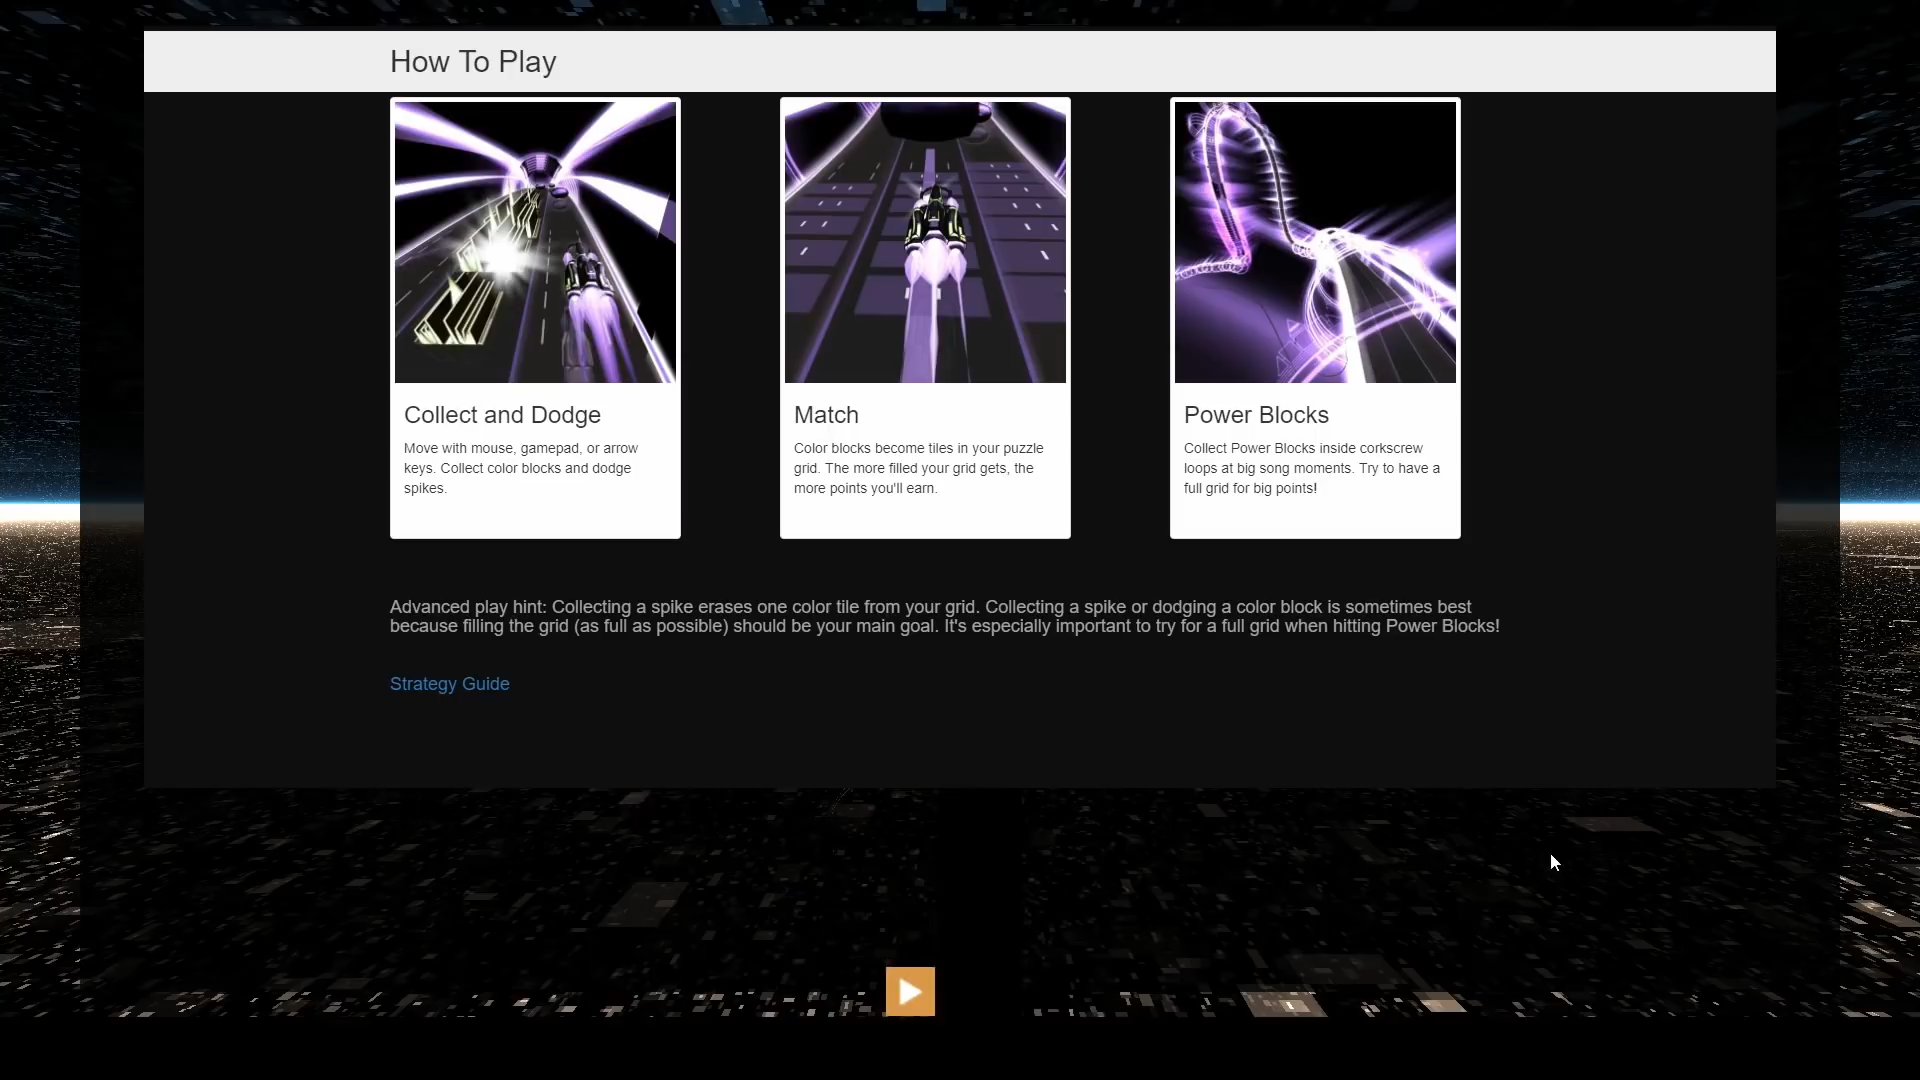 How To Play
Collect and Dodge
Move with mouse, gamepad, or arrow
keys. Collect color blocks and dodge
spikes.
Match
Color blocks become tiles in your puzzle
grid. The more filled your grid gets, the
more points you'll earn.
Power Blocks
Collect Power Blocks inside corkscrew
loops at big song moments. Try to have a
full grid for big points!
Advanced play hint: Collecting a spike erases one color tile from your grid. Collecting a spike or dodging a color block is sometimes best
because filling the grid (as full as possible) should be your main goal. It's especially important to try for a full grid when hitting Power Blocks!
Strategy Guide